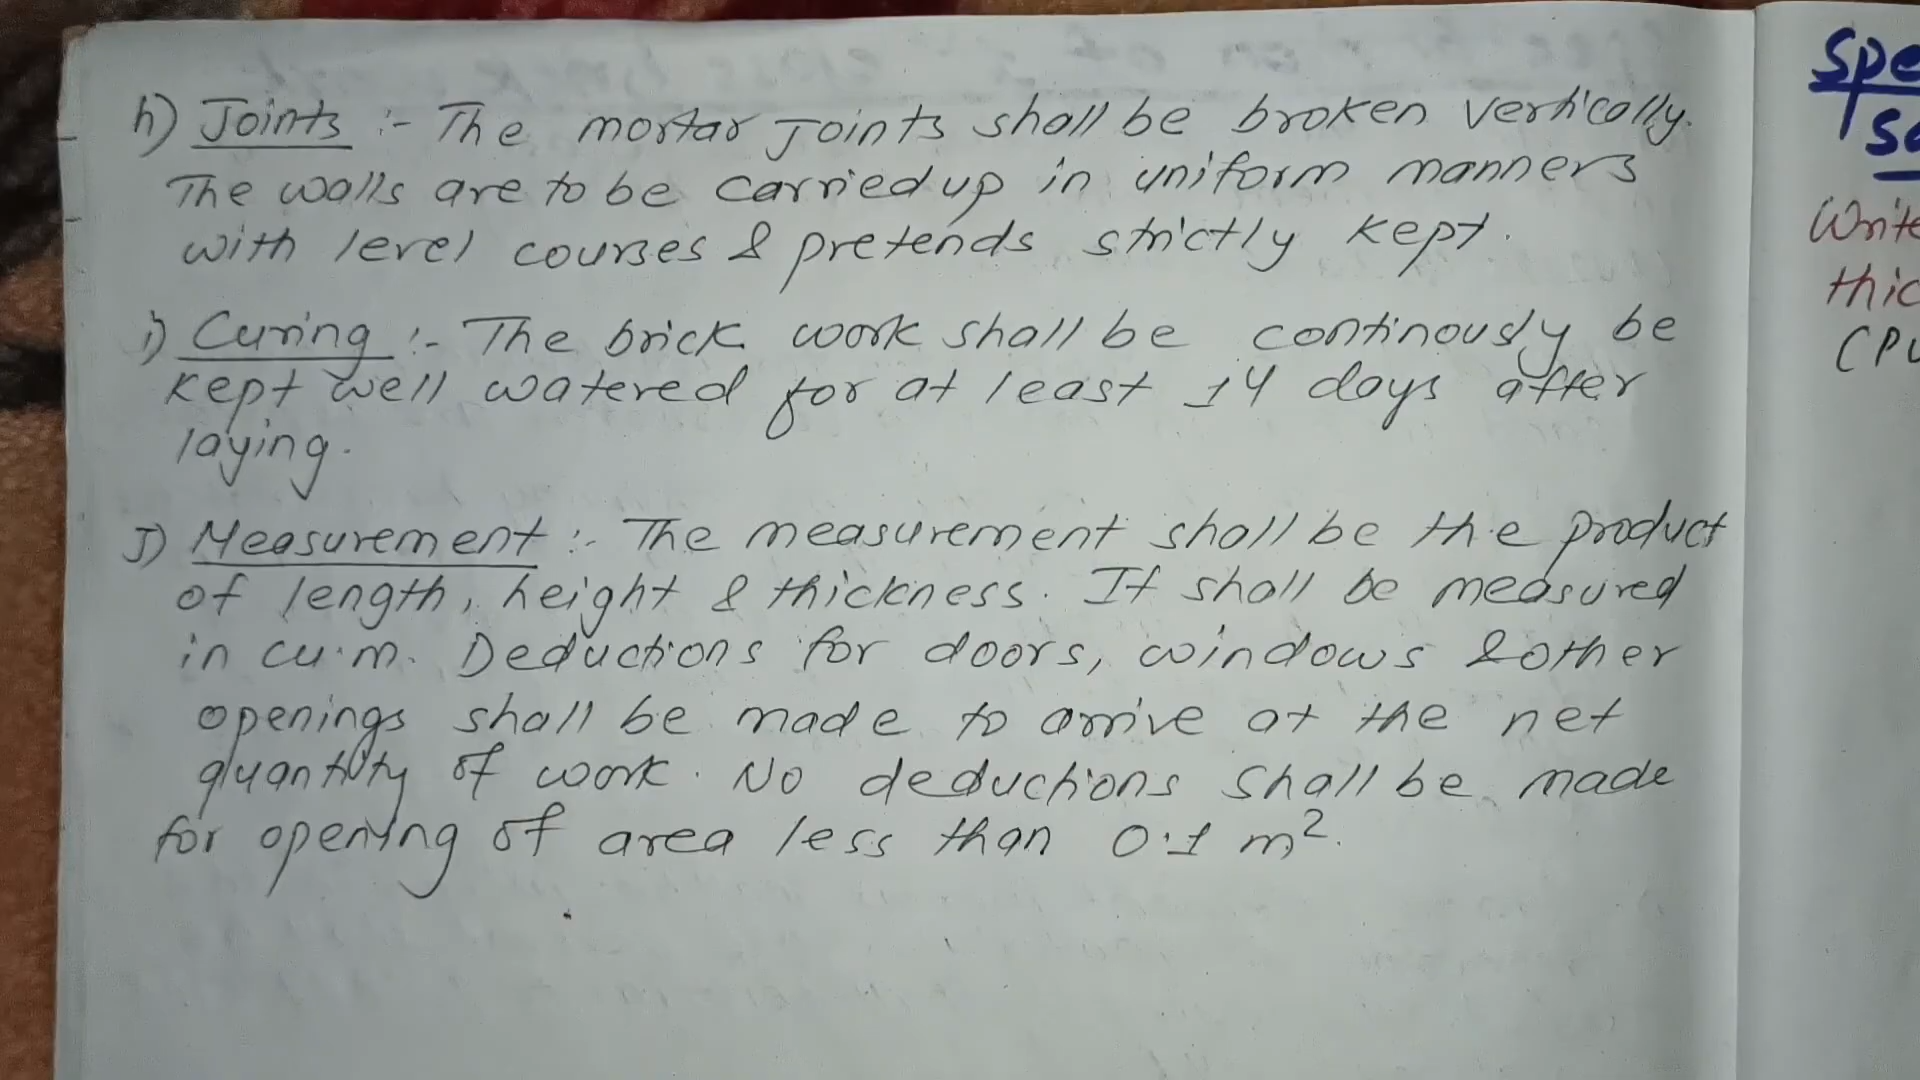 h) Joints :- The mortar Joints shall be broken vertically.
The walls are to be carried up in uniform manners
with level courses & pretends strictly kept.
i) Curing :- The brick work shall be continously be
kept well watered for at least 14 days after
laying.
J) Measurement :- The measurement shall be the product
of length, height & thickness. It shall be measured
in cu.m. Deductions for doors, windows & other
openings shall be made to arrive at the net
quantity of work. No deductions shall be made
for opening of area less than 0.1 m².
Spe
Write
thic